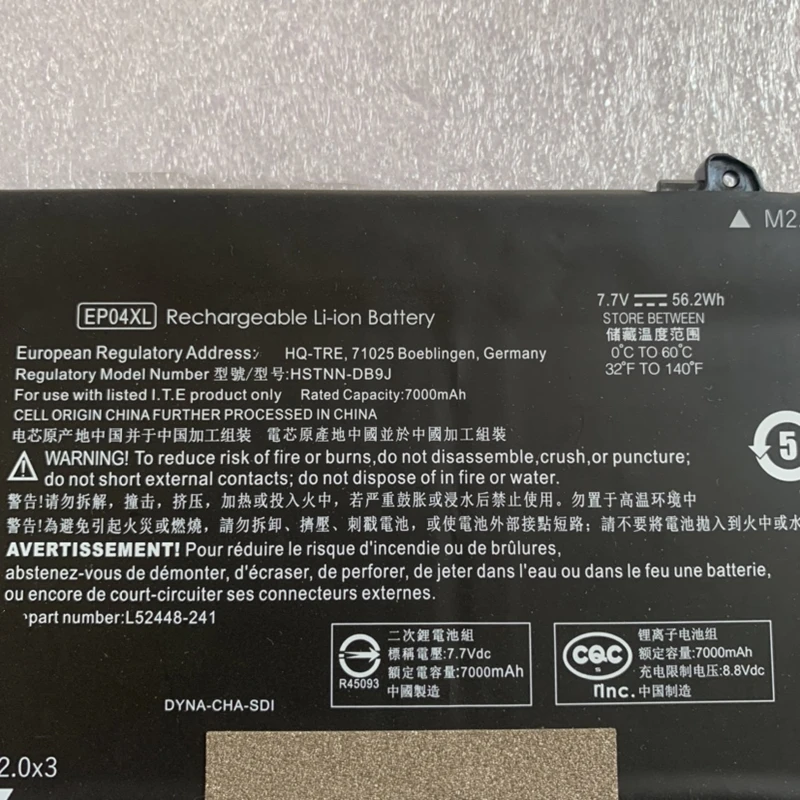 M2.
EP04XL Rechargeable Li-ion Battery
7.7V 56.2Wh
STORE BETWEEN
储藏温度范围
0°C TO 60°C
32°F TO 140°F
European Regulatory Address: HQ-TRE, 71025 Boeblingen, Germany
Regulatory Model Number 型號/型号:HSTNN-DB9J
For use with listed I.T.E product only Rated Capacity:7000mAh
CELL ORIGIN CHINA FURTHER PROCESSED IN CHINA
电芯原产地中国并于中国加工组装 電芯原產地中國並於中國加工組裝
5
WARNING! To reduce risk of fire or burns,do not disassemble,crush,or puncture;
do not short external contacts; do not dispose of in fire or water.
警告!请勿拆解，撞击，挤压，加热或投入火中，若严重鼓胀或浸水后禁止使用。勿置于高温环境中
警告!為避免引起火災或燃燒，請勿拆卸、擠壓、刺戳電池，或使電池外部接點短路；請不要將電池拋入到火中或水
AVERTISSEMENT! Pour réduire le risque d'incendie ou de brûlures,
abstenez-vous de démonter, d'écraser, de perforer, de jeter dans l'eau ou dans le feu une batterie,
ou encore de court-circuiter ses connecteurs externes.
part number:L52448-241
R45093
二次鋰電池組
標稱電壓:7.7Vdc
額定電容量:7000mAh
中國製造
CQC
锂离子电池组
额定容量:7000mAh
充电限制电压:8.8Vdc
Inc. 中国制造
DYNA-CHA-SDI
2.0x3